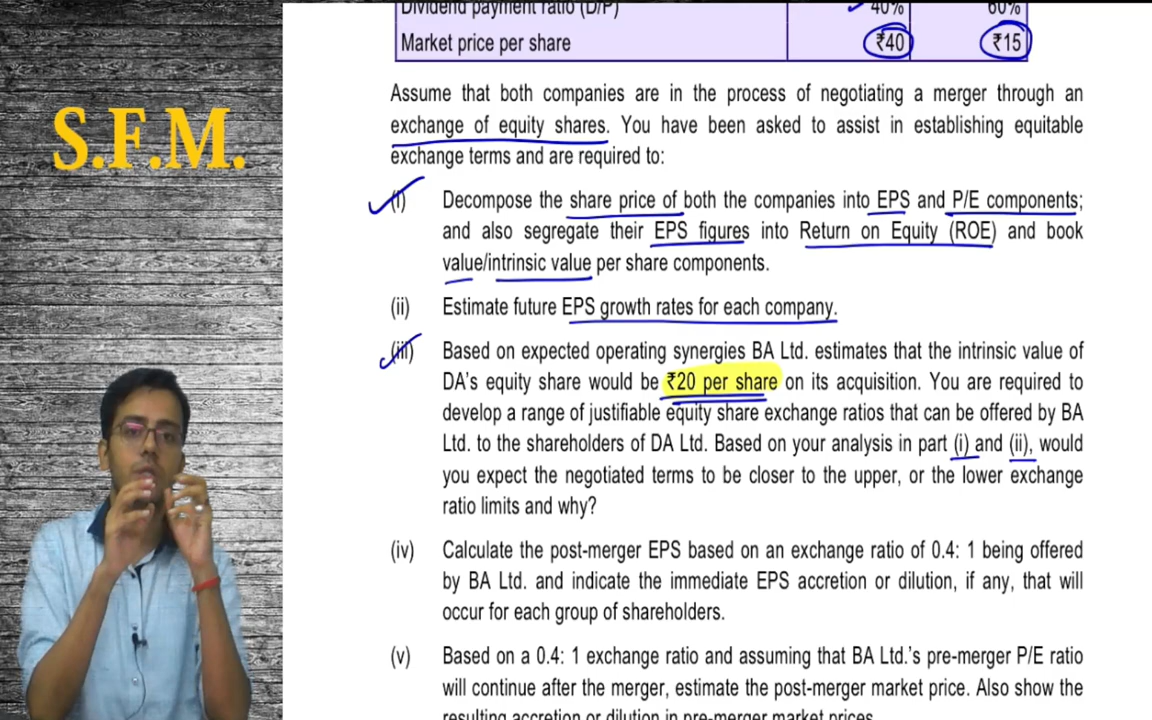 Dividend payment ratio (D/P) 40% 60%
Market price per share ₹40 ₹15
S.F.M.
Assume that both companies are in the process of negotiating a merger through an
exchange of equity shares. You have been asked to assist in establishing equitable
exchange terms and are required to:
(i) Decompose the share price of both the companies into EPS and P/E components;
and also segregate their EPS figures into Return on Equity (ROE) and book
value/intrinsic value per share components.
(ii) Estimate future EPS growth rates for each company.
(iii) Based on expected operating synergies BA Ltd. estimates that the intrinsic value of
DA's equity share would be ₹20 per share on its acquisition. You are required to
develop a range of justifiable equity share exchange ratios that can be offered by BA
Ltd. to the shareholders of DA Ltd. Based on your analysis in part (i) and (ii), would
you expect the negotiated terms to be closer to the upper, or the lower exchange
ratio limits and why?
(iv) Calculate the post-merger EPS based on an exchange ratio of 0.4: 1 being offered
by BA Ltd. and indicate the immediate EPS accretion or dilution, if any, that will
occur for each group of shareholders.
(v) Based on a 0.4: 1 exchange ratio and assuming that BA Ltd.'s pre-merger P/E ratio
will continue after the merger, estimate the post-merger market price. Also show the
resulting accretion or dilution in pre-merger market prices.